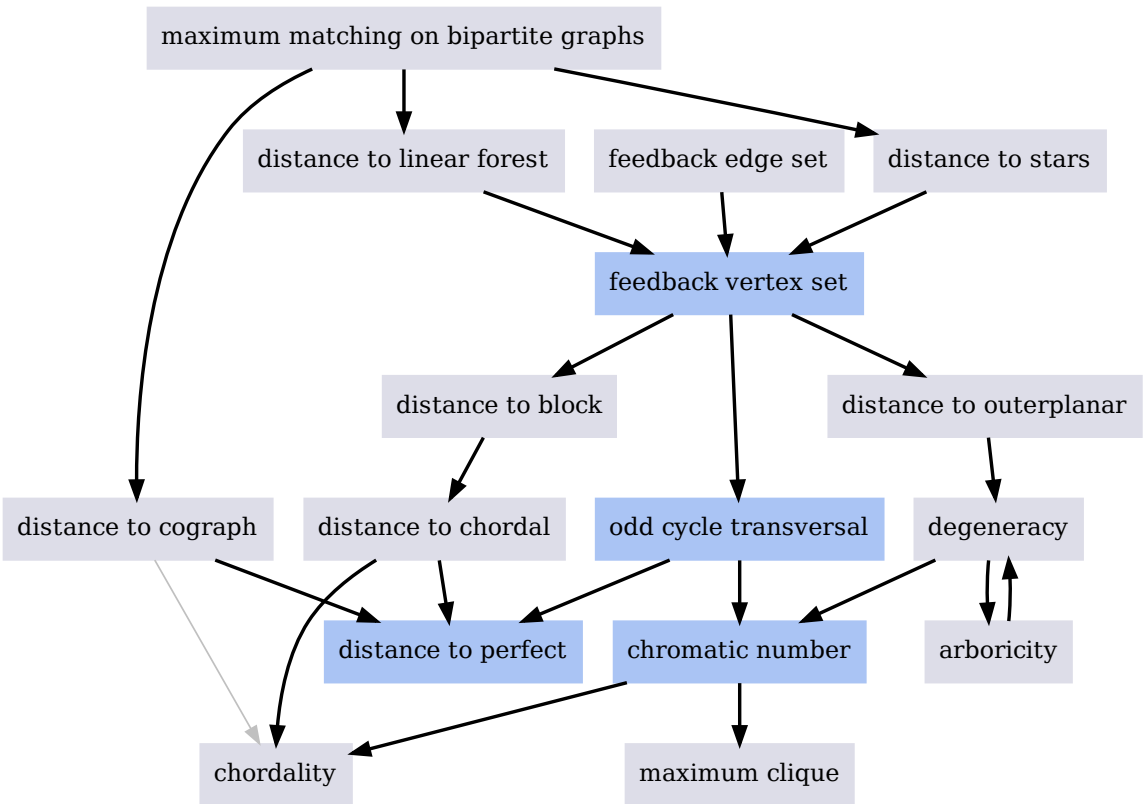 maximum matching on bipartite graphs
distance to linear forest
feedback edge set
distance to stars
feedback vertex set
distance to block
distance to outerplanar
distance to cograph
distance to chordal
odd cycle transversal
degeneracy
distance to perfect
chromatic number
arboricity
chordality
maximum clique